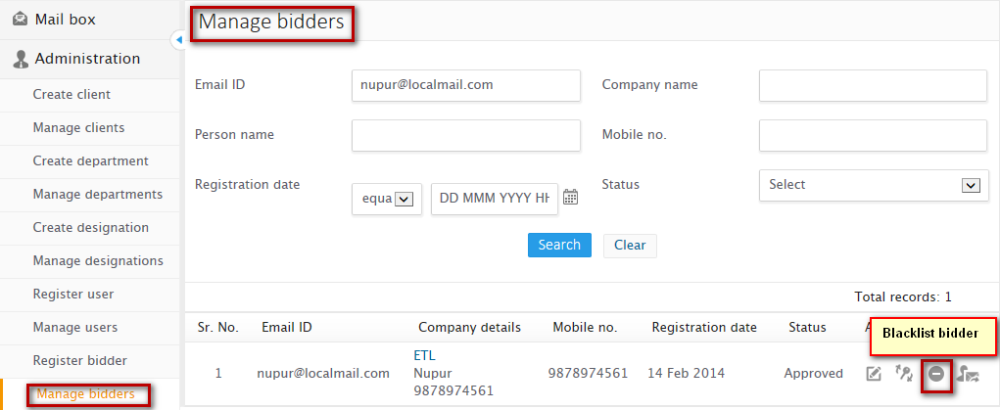 Mail box
Administration
Create client
Manage clients
Create department
Manage departments
Create designation
Manage designations
Register user
Manage users
Register bidder
Manage bidders
Manage bidders
Email ID nupur@localmail.com Company name
Person name Mobile no.
Registration date equa DD MMM YYYY HH Status Select
Search Clear
Total records: 1
Sr. No. Email ID Company details Mobile no. Registration date Status
Blacklist bidder
ETL
1 nupur@localmail.com Nupur 9878974561 14 Feb 2014 Approved
9878974561